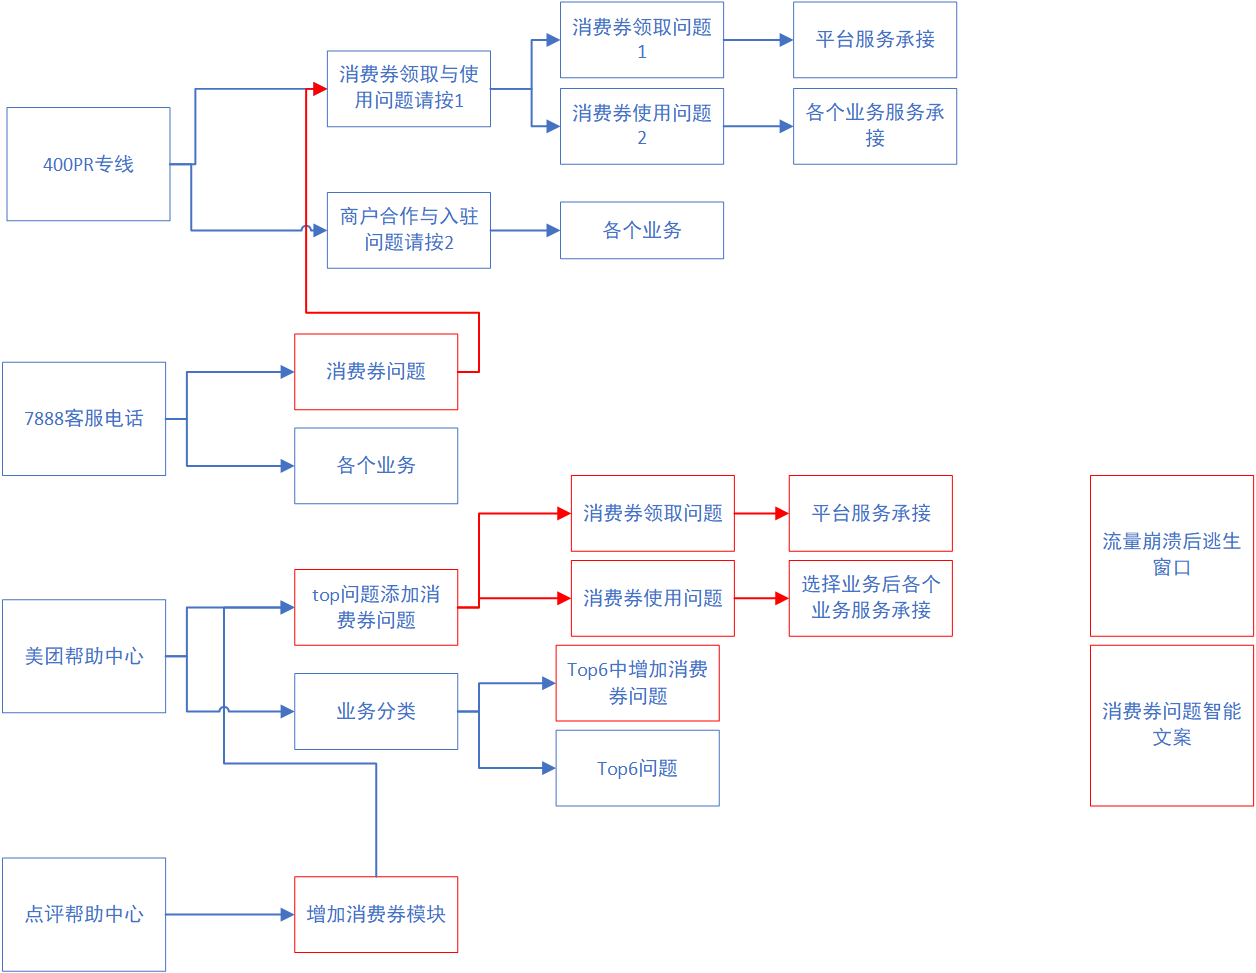 消费券领取问题
1
平台服务承接
消费券领取与使
用问题请按1
消费券使用问题
2
各个业务服务承
接
400PR专线
商户合作与入驻
问题请按2
各个业务
消费券问题
7888客服电话
各个业务
消费券领取问题
平台服务承接
流量崩溃后逃生
窗口
top问题添加消
费券问题
消费券使用问题
选择业务后各个
业务服务承接
美团帮助中心
Top6中增加消费
券问题
业务分类
消费券问题智能
文案
Top6问题
点评帮助中心
增加消费券模块